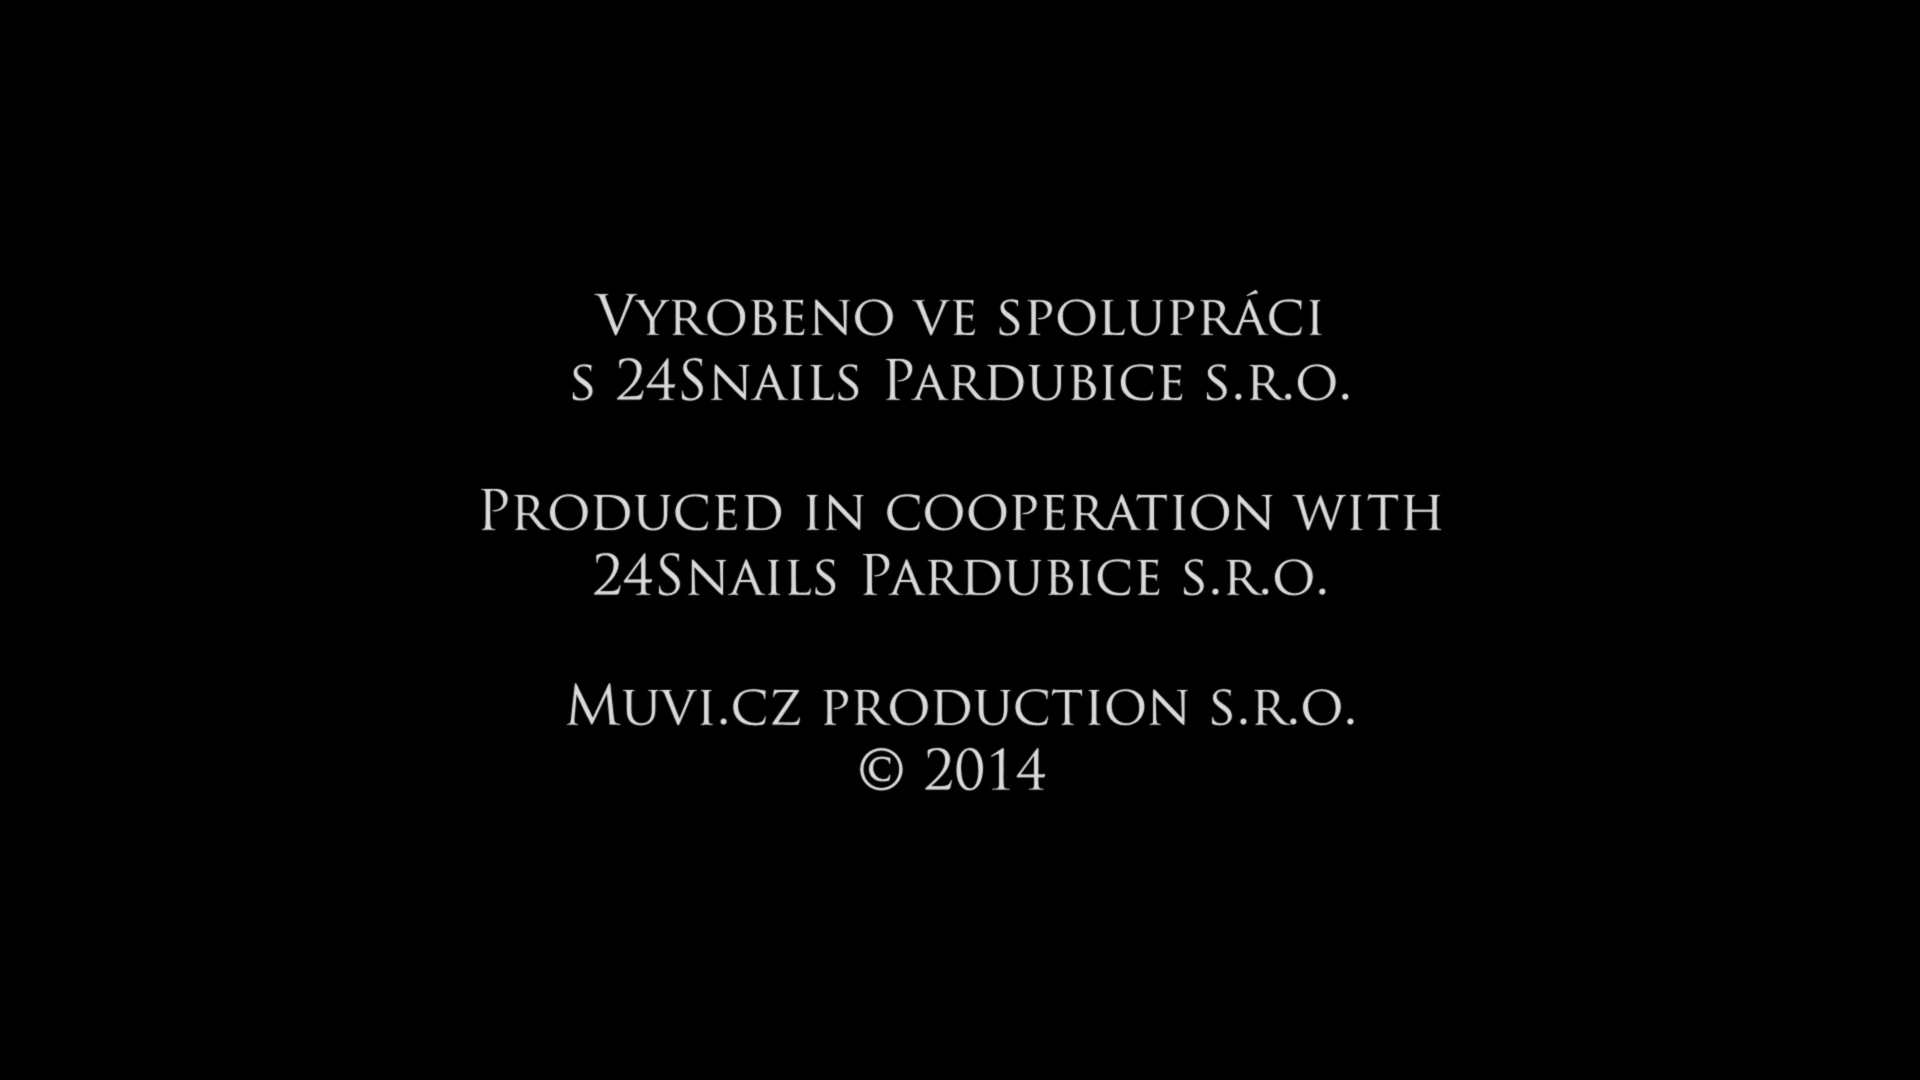 Vyrobeno ve spolupráci
s 24Snails Pardubice s.r.o.
Produced in cooperation with
24Snails Pardubice s.r.o.
Muvi.cz production s.r.o.
© 2014